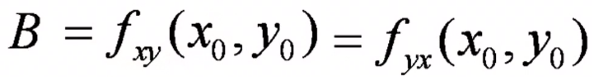 B = f_{xy}(x_0, y_0) = f_{yx}(x_0, y_0)